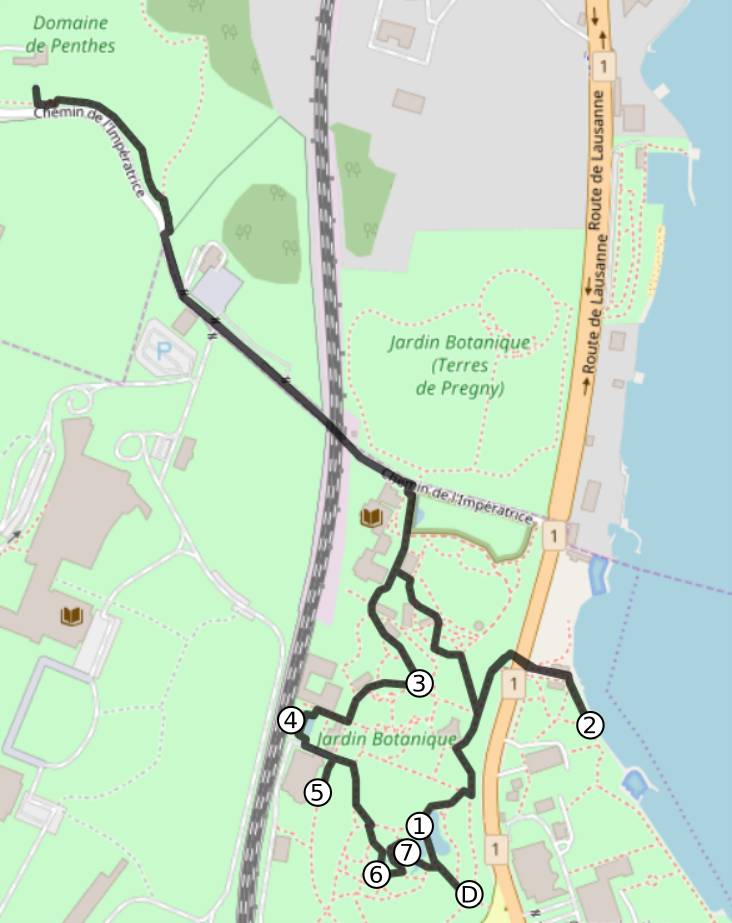 Domaine
de Penthes
1
Chemin de l'Impératrice
Route de Lausanne
Route de Lausanne
Jardin Botanique
(Terres
de Pregny)
P
Chemin de l'Impératrice
1
3
1
4
2
Jardin Botanique
5
1
7
1
6
D